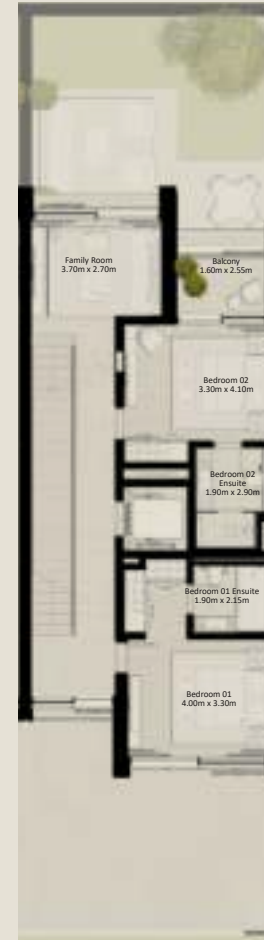 Family Room
3.70m x 2.70m
Balcony
1.60m x 2.55m
Bedroom 02
3.30m x 4.10m
Bedroom 02
Ensuite
1.90m x 2.90m
Bedroom 01 Ensuite
1.90m x 2.15m
Bedroom 01
4.00m x 3.30m